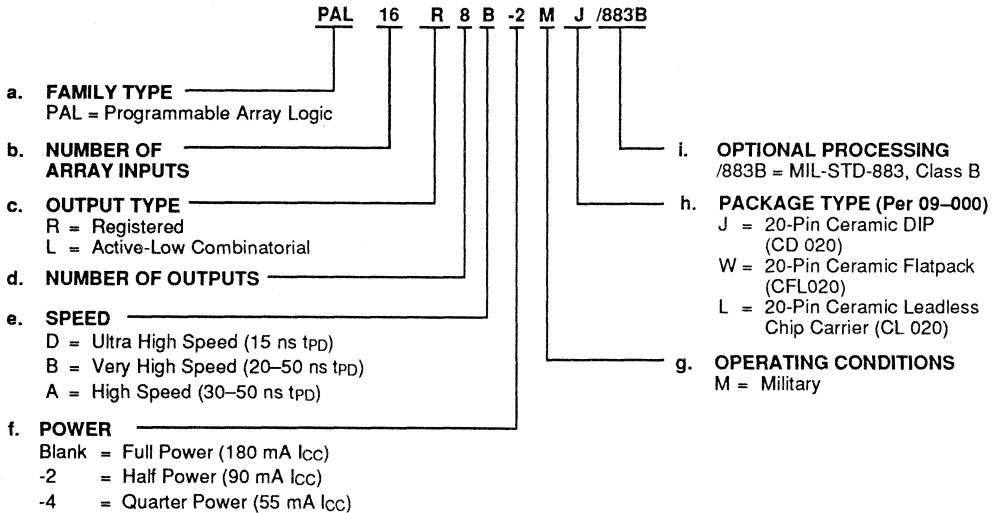 PAL 16 R 8 B -2 M J /883B
a. FAMILY TYPE
PAL = Programmable Array Logic
b. NUMBER OF
ARRAY INPUTS
c. OUTPUT TYPE
R = Registered
L = Active-Low Combinatorial
d. NUMBER OF OUTPUTS
e. SPEED
D = Ultra High Speed (15 ns tPD)
B = Very High Speed (20–50 ns tPD)
A = High Speed (30–50 ns tPD)
f. POWER
Blank = Full Power (180 mA ICC)
-2 = Half Power (90 mA ICC)
-4 = Quarter Power (55 mA ICC)
i. OPTIONAL PROCESSING
/883B = MIL-STD-883, Class B
h. PACKAGE TYPE (Per 09–000)
J = 20-Pin Ceramic DIP
(CD 020)
W = 20-Pin Ceramic Flatpack
(CFL020)
L = 20-Pin Ceramic Leadless
Chip Carrier (CL 020)
g. OPERATING CONDITIONS
M = Military